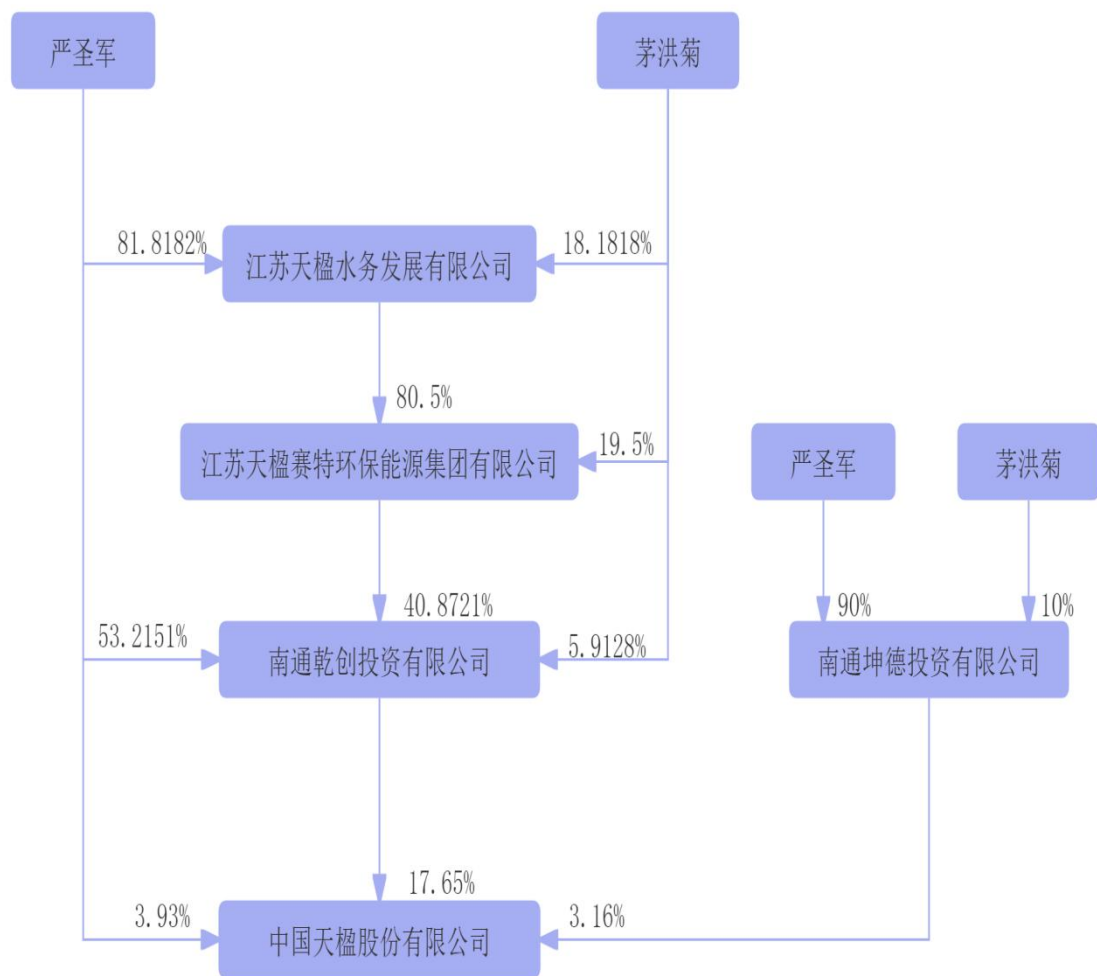 严圣军
茅洪菊
81.8182%
18.1818%
江苏天楹水务发展有限公司
80.5%
江苏天楹赛特环保能源集团有限公司
19.5%
严圣军
茅洪菊
40.8721%
90%
10%
53.2151%
南通乾创投资有限公司
5.9128%
南通坤德投资有限公司
17.65%
3.93%
中国天楹股份有限公司
3.16%